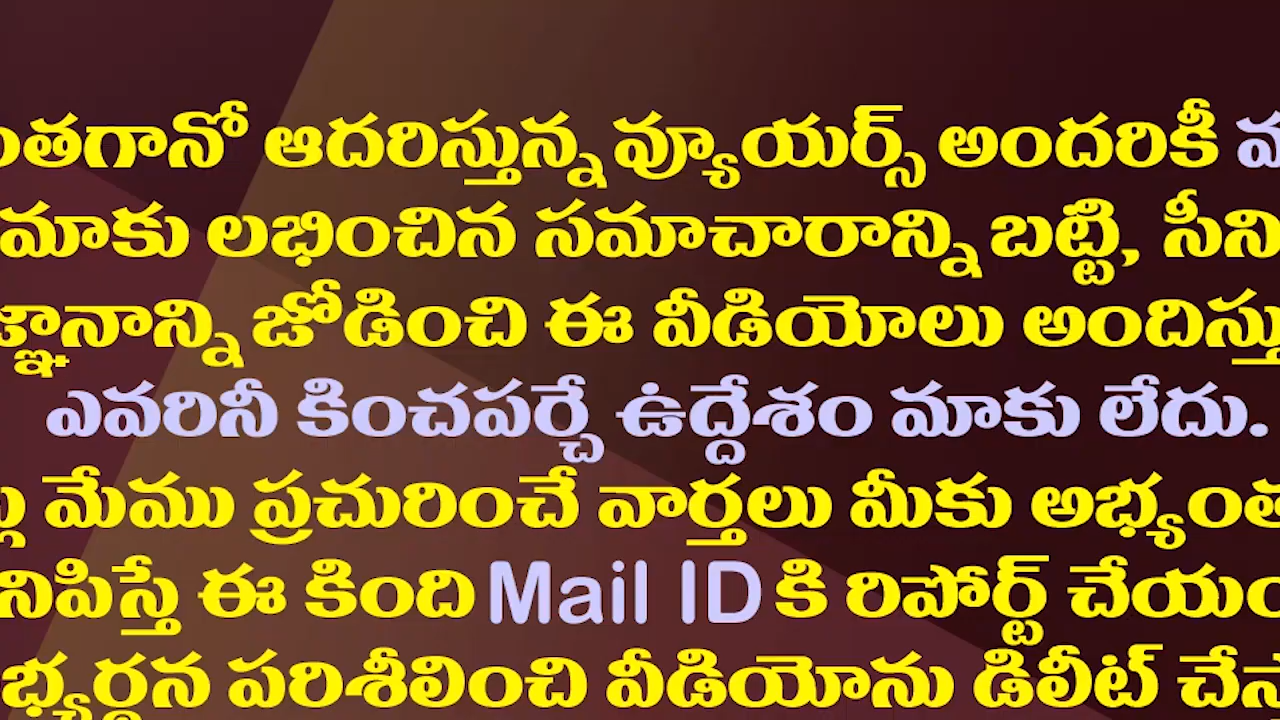 ఆదరిస్తున్న వ్యూయర్స్ అందరికీ
మాకు లభించిన సమాచారాన్ని బట్టి,
జోడించి ఈ వీడియోలు
ఎవరినీ కించపర్చే ఉద్దేశం మాకు లేదు.
మేము ప్రచురించే వార్తలు మీకు
ఈ కింది Mail ID కి రిపోర్ట్
పరిశీలించి వీడియోను డిలీట్